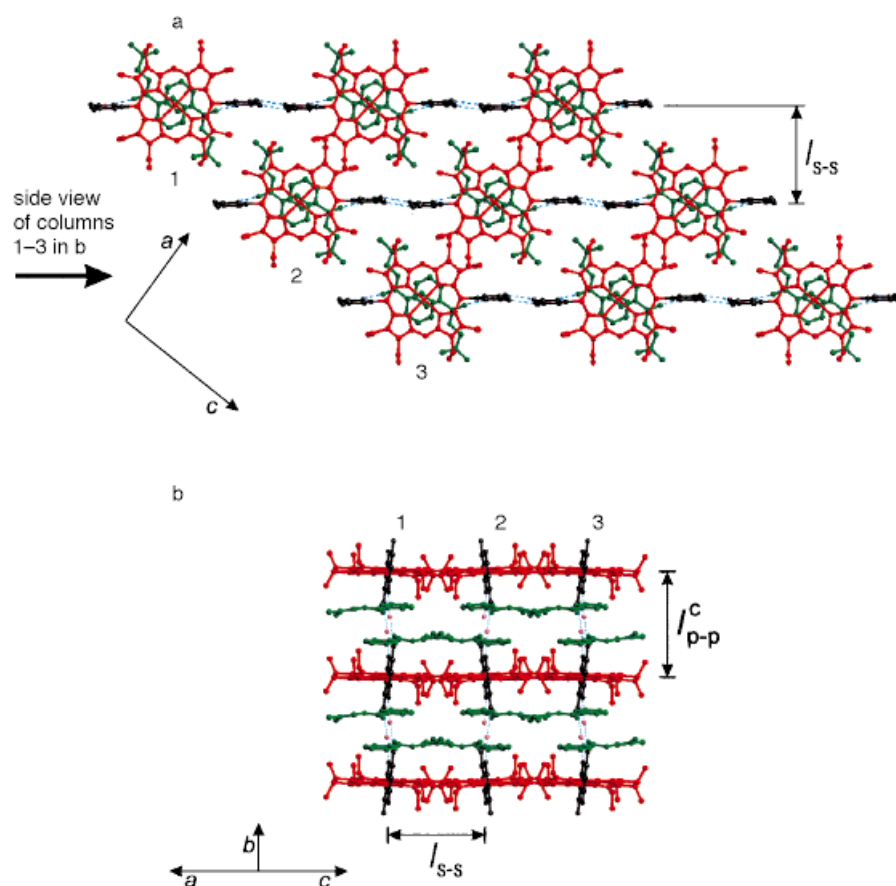 a
1
l s-s
side view
of columns
1–3 in b
a
2
3
c
b
1 2 3
l c p-p
b
a c
l s-s